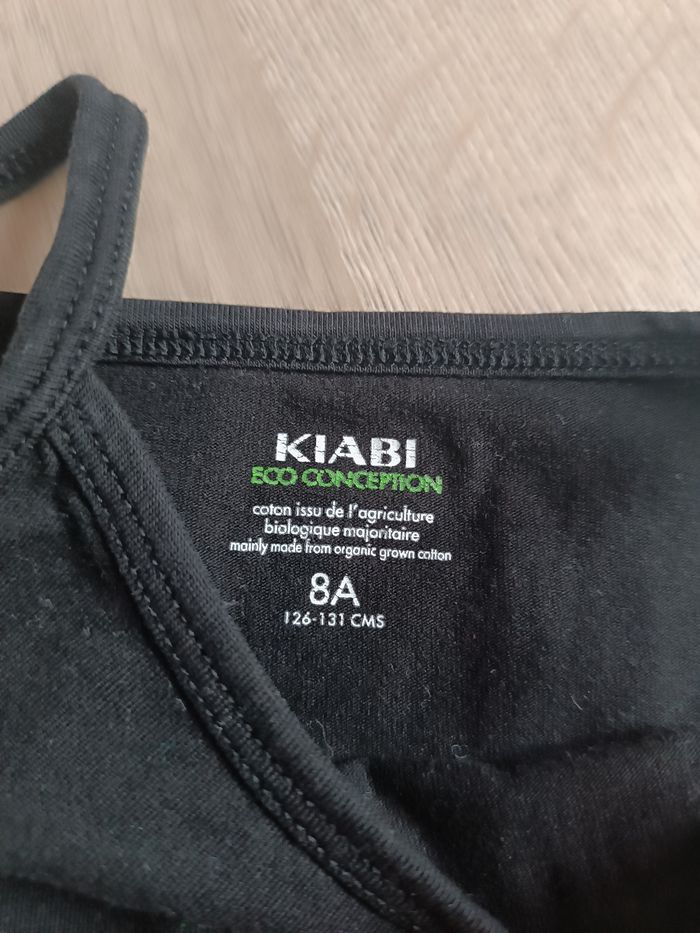 KIABI
ECO CONCEPTION
coton issu de l'agriculture
biologique majoritaire
mainly made from organic grown cotton
8A
126-131 CMS